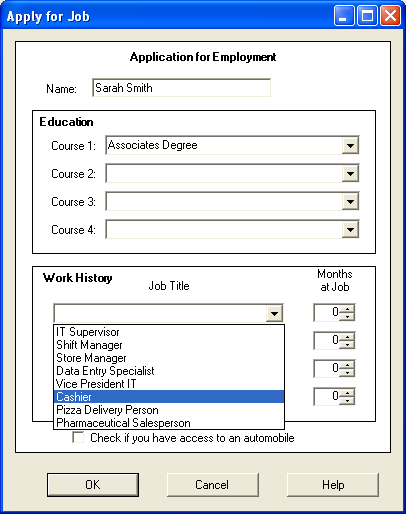 Apply for Job
Application for Employment
Name: Sarah Smith
Education
Course 1: Associates Degree
Course 2:
Course 3:
Course 4:
Work History
Job Title
Months
at Job
0
IT Supervisor
Shift Manager
0
Store Manager
Data Entry Specialist
0
Vice President IT
Cashier
0
Pizza Delivery Person
Pharmaceutical Salesperson
Check if you have access to an automobile
OK Cancel Help